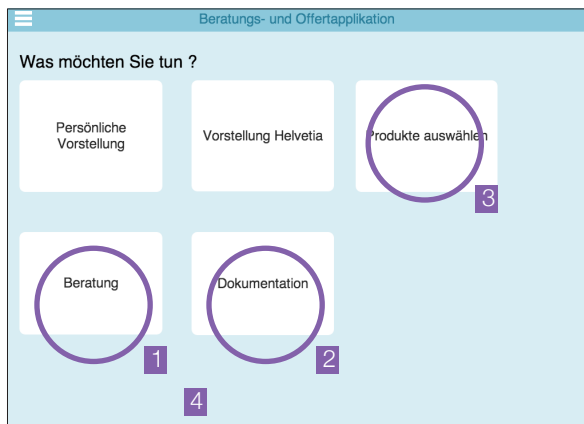 Beratungs- und Offertapplikation
Was möchten Sie tun ?
Persönliche
Vorstellung
Vorstellung Helvetia
Produkte auswählen
3
Beratung
Dokumentation
1
2
4